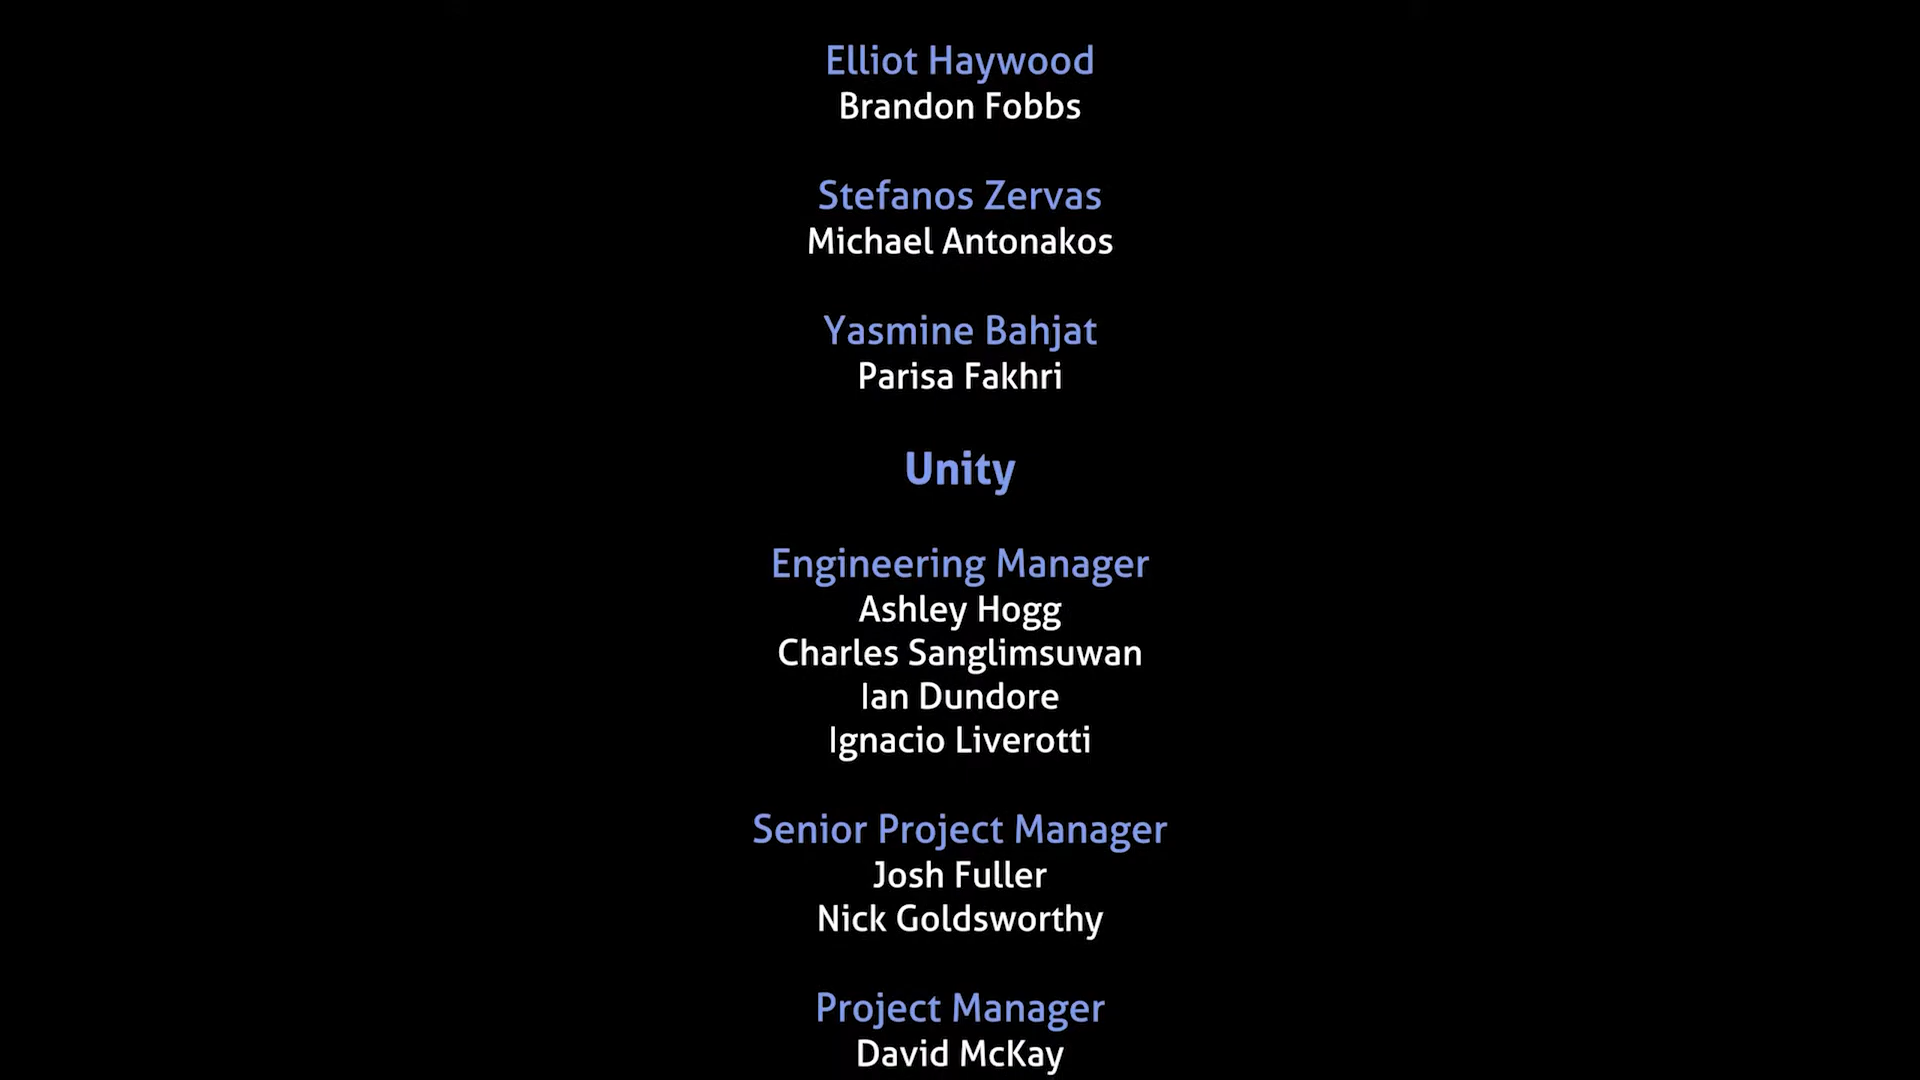 Elliot Haywood
Brandon Fobbs
Stefanos Zervas
Michael Antonakos
Yasmine Bahjat
Parisa Fakhri
Unity
Engineering Manager
Ashley Hogg
Charles Sanglimsuwan
Ian Dundore
Ignacio Liverotti
Senior Project Manager
Josh Fuller
Nick Goldsworthy
Project Manager
David McKay